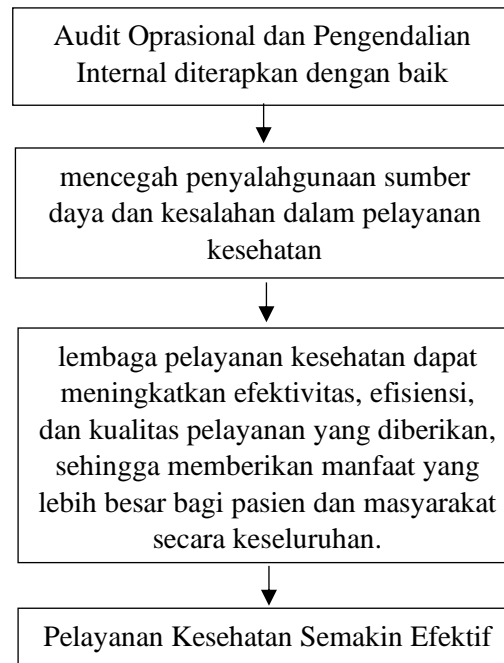 Audit Oprasional dan Pengendalian
Internal diterapkan dengan baik
mencegah penyalahgunaan sumber
daya dan kesalahan dalam pelayanan
kesehatan
lembaga pelayanan kesehatan dapat
meningkatkan efektivitas, efisiensi,
dan kualitas pelayanan yang diberikan,
sehingga memberikan manfaat yang
lebih besar bagi pasien dan masyarakat
secara keseluruhan.
Pelayanan Kesehatan Semakin Efektif